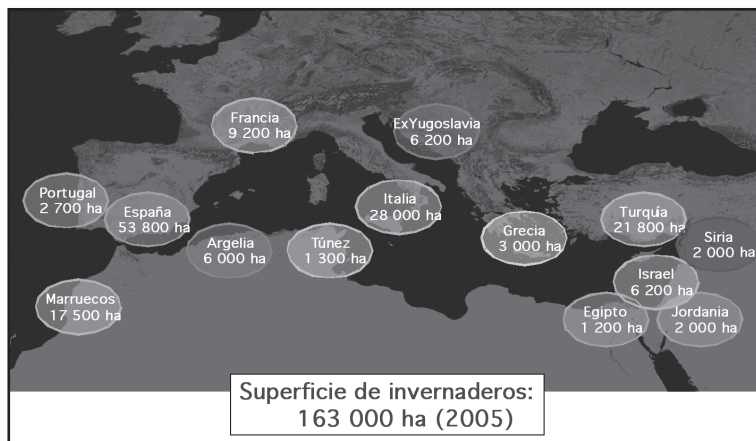 Francia
9 200 ha
ExYugoslavia
6 200 ha
Portugal
2 700 ha
España
53 800 ha
Argelia
6 000 ha
Túnez
1 300 ha
Italia
28 000 ha
Grecia
3 000 ha
Turquía
21 800 ha
Siria
2 000 ha
Marruecos
17 500 ha
Israel
6 200 ha
Egipto
1 200 ha
Jordania
2 000 ha
Superficie de invernaderos:
163 000 ha (2005)